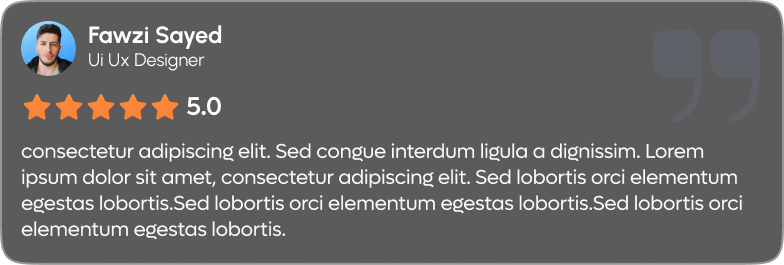 Fawzi Sayed
Ui Ux Designer
5.0
consectetur adipiscing elit. Sed congue interdum ligula a dignissim. Lorem
ipsum dolor sit amet, consectetur adipiscing elit. Sed lobortis orci elementum
egestas lobortis.Sed lobortis orci elementum egestas lobortis.Sed lobortis orci
elementum egestas lobortis.